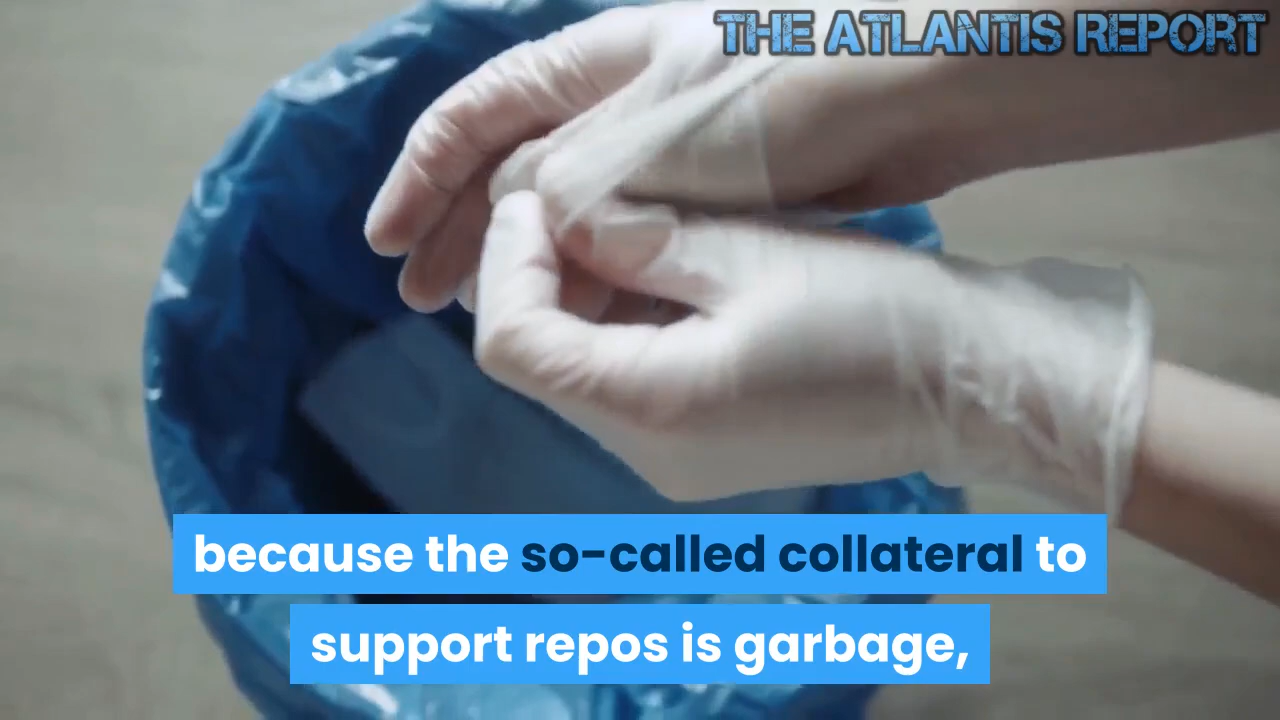 THE ATLANTIS REPORT
because the so-called collateral to
support repos is garbage,